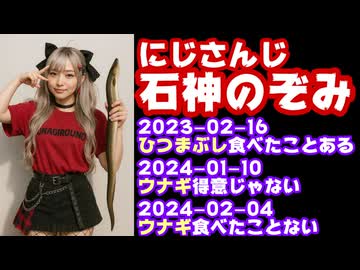 にじさんじ
石神のぞみ
2023-02-16
ひつまぶし食べたことある
2024-01-10
ウナギ得意じゃない
2024-02-04
ウナギ食べたことない
UNAGIROUND